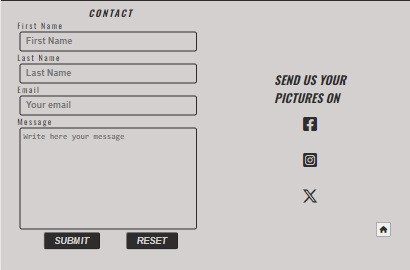 CONTACT
First Name
First Name
Last Name
Last Name
Email
Your email
Message
Write here your message
SUBMIT RESET
SEND US YOUR
PICTURES ON